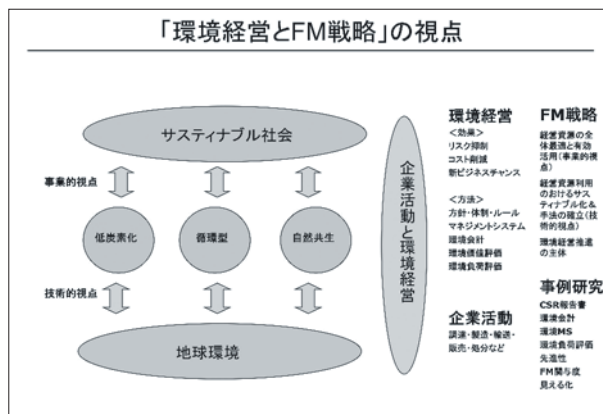 「環境経営とFM戦略」の視点
サスティナブル社会
事業的視点
低炭素化
循環型
自然共生
技術的視点
地球環境
企業活動と環境経営
環境経営
＜効果＞
リスク抑制
コスト削減
新ビジネスチャンス
＜方法＞
方針・体制・ルール
マネジメントシステム
環境会計
環境価値評価
環境負荷評価
企業活動
調達・製造・輸送・
販売・処分など
FM戦略
経営資源の全
体最適と有効
活用(事業的視
点)
経営資源利用
のおけるサス
ティナブル化＆
手法の確立(技
術的視点)
環境経営推進
の主体
事例研究
CSR報告書
環境会計
環境MS
環境負荷評価
先進性
FM関与度
見える化